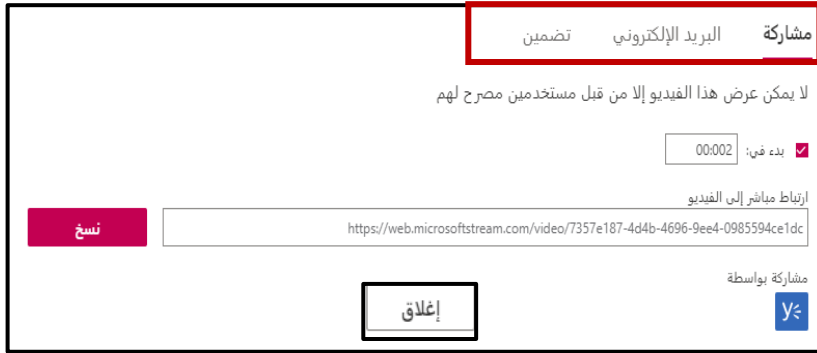 مشاركة البريد الإلكتروني تضمين
لا يمكن عرض هذا الفيديو إلا من قبل مستخدمين مصرح لهم
بدء في: 00:002
ارتباط مباشر إلى الفيديو
https://web.microsoftstream.com/video/7357e187-4d4b-4696-9ee4-0985594ce1dc نسخ
مشاركة بواسطة
إغلاق